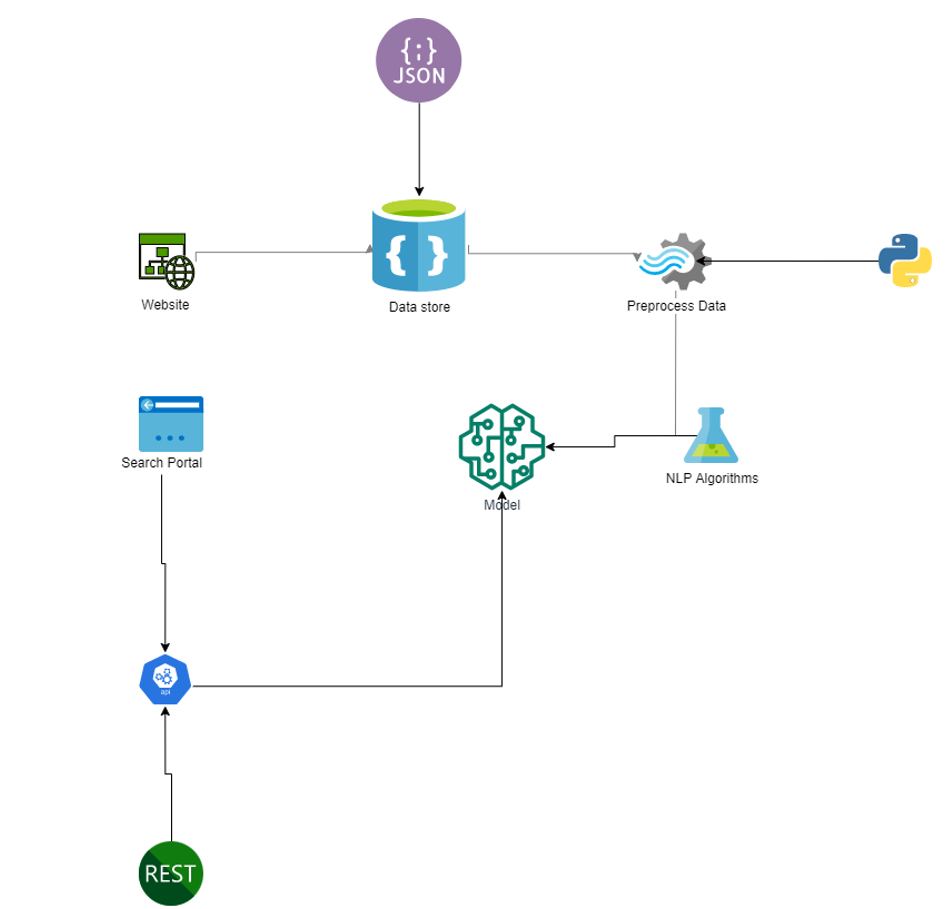 {;}
JSON
{ }
Website
Data store
Preprocess Data
Search Portal
Model
NLP Algorithms
api
REST